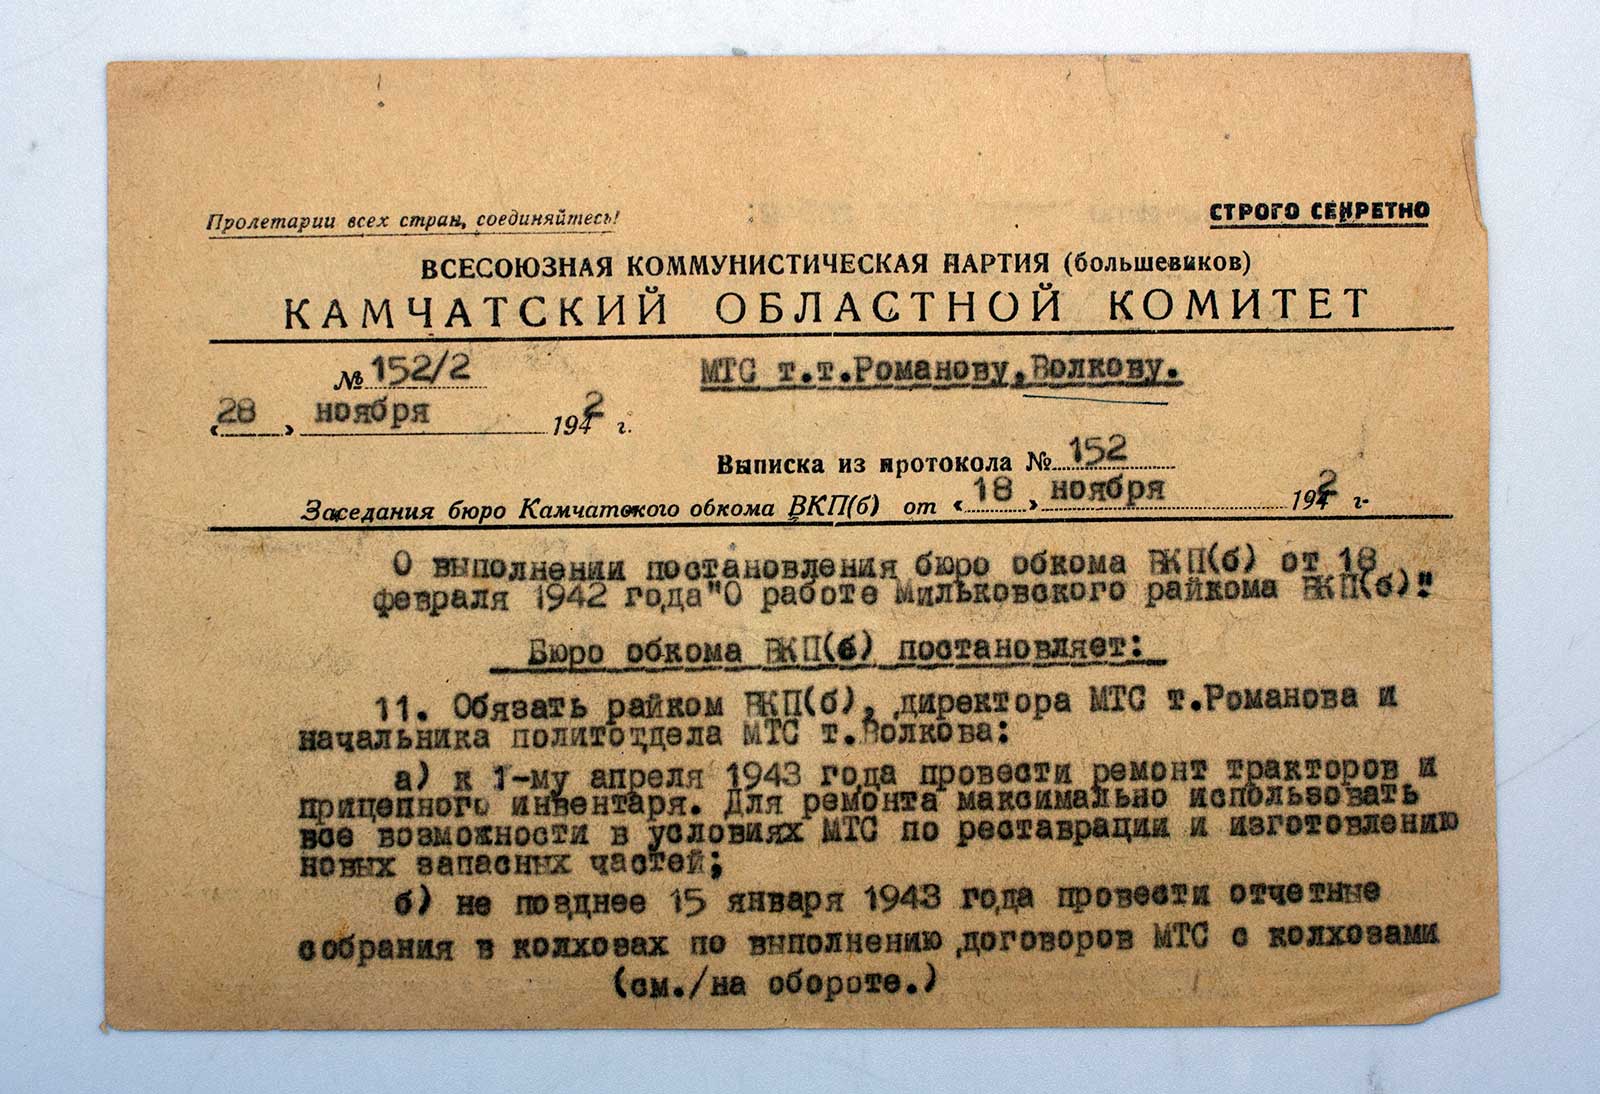 Пролетарии всех стран, соединяйтесь!
СТРОГО СЕКРЕТНО
ВСЕСОЮЗНАЯ КОММУНИСТИЧЕСКАЯ ПАРТИЯ (большевиков)
КАМЧАТСКИЙ ОБЛАСТНОЙ КОМИТЕТ
№ 152/2
МТС т.т.Романову,Волкову.
«28» ноября 1942 г.
Выписка из протокола № 152
Заседания бюро Камчатского обкома ВКП(б) от «18» ноября 1942 г.
О выполнении постановления бюро обкома ВКП(б) от 18
февраля 1942 года"О работе Мильковского райкома ВКП(б)."
Бюро обкома ВКП(б) постановляет:
11. Обязать райком ВКП(б), директора МТС т.Романова и
начальника политотдела МТС т.Волкова:
а) к 1-му апреля 1943 года провести ремонт тракторов и
прицепного инвентаря. Для ремонта максимально использовать
все возможности в условиях МТС по реставрации и изготовлению
новых запасных частей;
б) не позднее 15 января 1943 года провести отчетные
собрания в колхозах по выполнению договоров МТС с колхозами
(см./на обороте.)